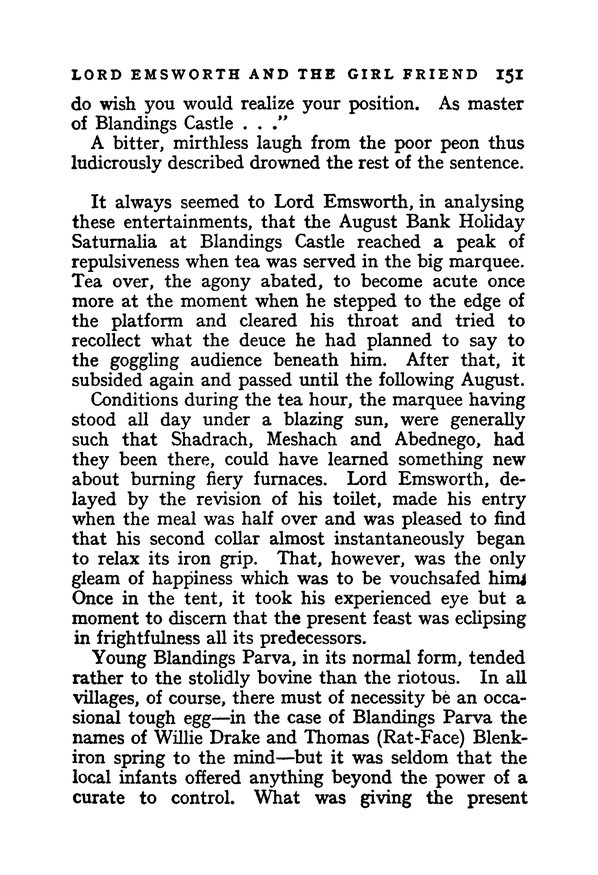 LORD EMSWORTH AND THE GIRL FRIEND 151
do wish you would realize your position. As master
of Blandings Castle . . ."
A bitter, mirthless laugh from the poor peon thus
ludicrously described drowned the rest of the sentence.
It always seemed to Lord Emsworth, in analysing
these entertainments, that the August Bank Holiday
Saturnalia at Blandings Castle reached a peak of
repulsiveness when tea was served in the big marquee.
Tea over, the agony abated, to become acute once
more at the moment when he stepped to the edge of
the platform and cleared his throat and tried to
recollect what the deuce he had planned to say to
the goggling audience beneath him. After that, it
subsided again and passed until the following August.
Conditions during the tea hour, the marquee having
stood all day under a blazing sun, were generally
such that Shadrach, Meshach and Abednego, had
they been there, could have learned something new
about burning fiery furnaces. Lord Emsworth, de-
layed by the revision of his toilet, made his entry
when the meal was half over and was pleased to find
that his second collar almost instantaneously began
to relax its iron grip. That, however, was the only
gleam of happiness which was to be vouchsafed him.
Once in the tent, it took his experienced eye but a
moment to discern that the present feast was eclipsing
in frightfulness all its predecessors.
Young Blandings Parva, in its normal form, tended
rather to the stolidly bovine than the riotous. In all
villages, of course, there must of necessity be an occa-
sional tough egg—in the case of Blandings Parva the
names of Willie Drake and Thomas (Rat-Face) Blenk-
iron spring to the mind—but it was seldom that the
local infants offered anything beyond the power of a
curate to control. What was giving the present